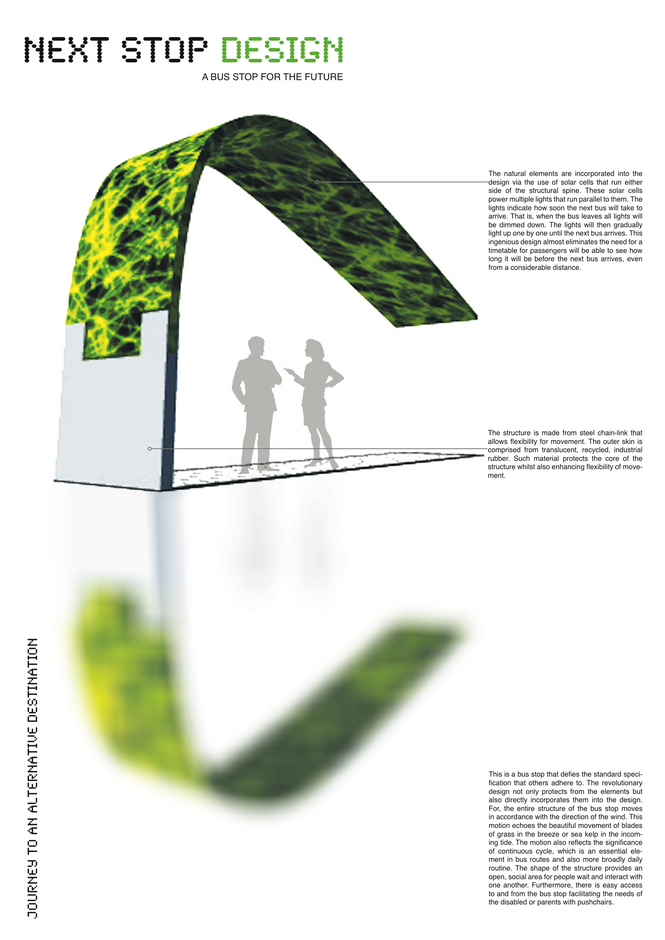 NEXT STOP DESIGN
A BUS STOP FOR THE FUTURE
The natural elements are incorporated into the
design via the use of solar cells that run either
side of the structural spine. These solar cells
power multiple lights that run parallel to them. The
lights indicate how soon the next bus will take to
arrive. That is, when the bus leaves all lights will
be dimmed down. The lights will then gradually
light up one by one until the next bus arrives. This
ingenious design almost eliminates the need for a
timetable for passengers will be able to see how
long it will be before the next bus arrives, even
from a considerable distance.
The structure is made from steel chain-link that
allows flexibility for movement. The outer skin is
comprised from translucent, recycled, industrial
rubber. Such material protects the core of the
structure whilst also enhancing flexibility of move-
ment.
JOURNEY TO AN ALTERNATIVE DESTINATION
This is a bus stop that defies the standard speci-
fication that others adhere to. The revolutionary
design not only protects from the elements but
also directly incorporates them into the design.
For, the entire structure of the bus stop moves
in accordance with the direction of the wind. This
motion echoes the beautiful movement of blades
of grass in the breeze or sea kelp in the incom-
ing tide. The motion also reflects the significance
of continuous cycle, which is an essential ele-
ment in bus routes and also more broadly daily
routine. The shape of the structure provides an
open, social area for people wait and interact with
one another. Furthermore, there is easy access
to and from the bus stop facilitating the needs of
the disabled or parents with pushchairs.